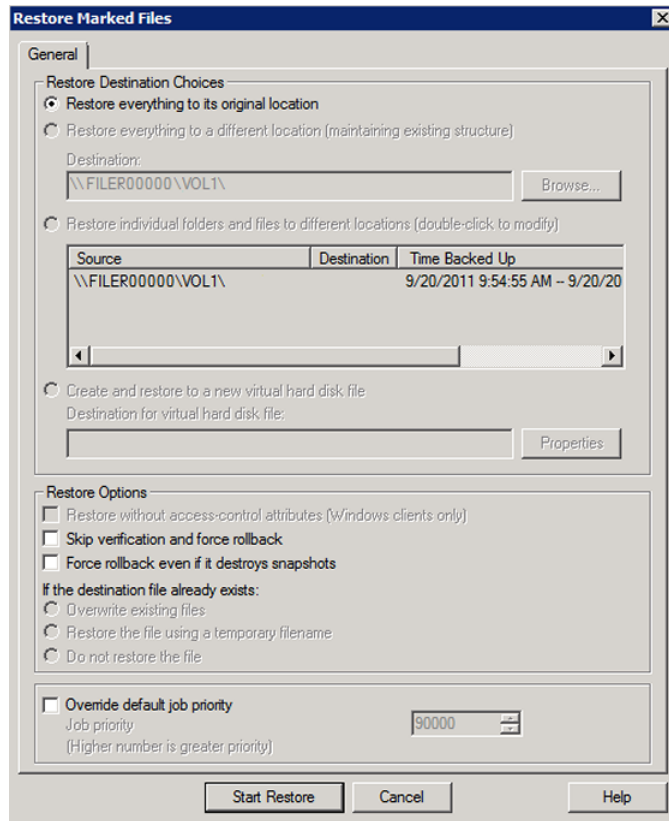 Restore Marked Files
General
Restore Destination Choices
Restore everything to its original location
Restore everything to a different location (maintaining existing structure)
Destination:
\\FILER00000\VOL1\
Browse...
Restore individual folders and files to different locations (double-click to modify)
Source Destination Time Backed Up
\\FILER00000\VOL1\ 9/20/2011 9:54:55 AM -- 9/20/20
Create and restore to a new virtual hard disk file
Destination for virtual hard disk file:
Properties
Restore Options
Restore without access-control attributes (Windows clients only)
Skip verification and force rollback
Force rollback even if it destroys snapshots
If the destination file already exists:
Overwrite existing files
Restore the file using a temporary filename
Do not restore the file
Override default job priority
Job priority 90000
(Higher number is greater priority)
Start Restore Cancel Help